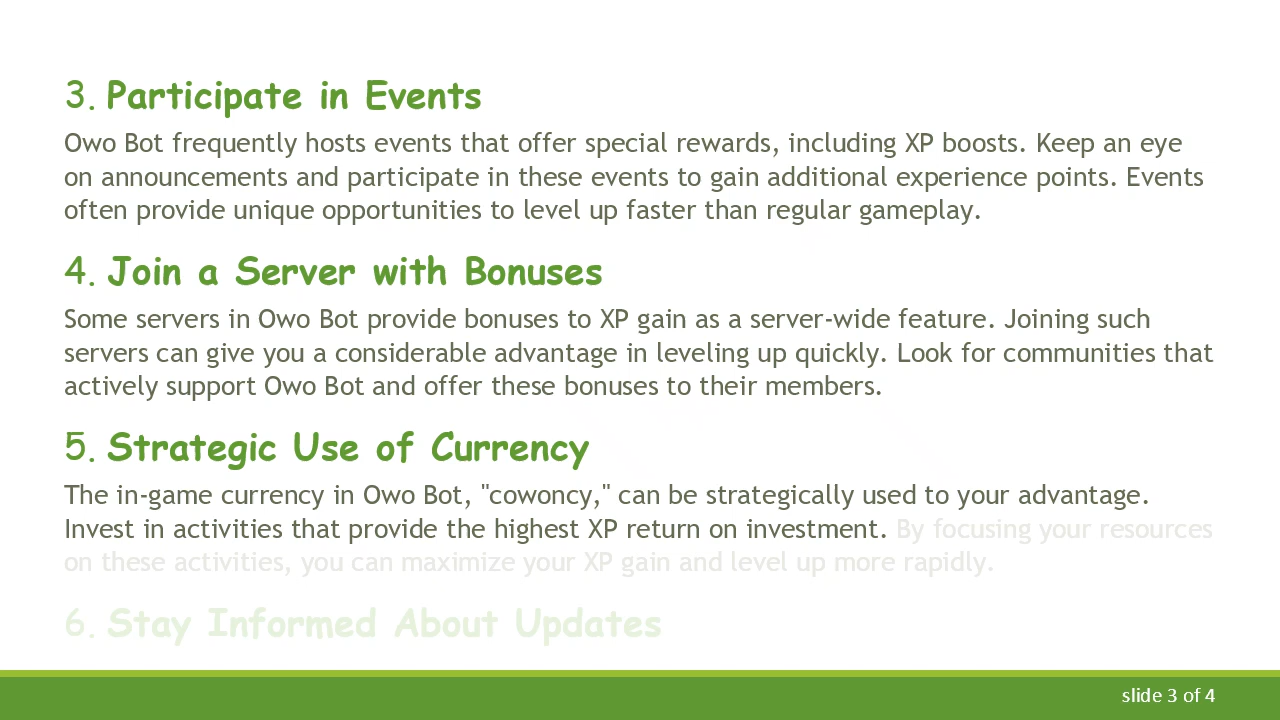 3. Participate in Events
Owo Bot frequently hosts events that offer special rewards, including XP boosts. Keep an eye
on announcements and participate in these events to gain additional experience points. Events
often provide unique opportunities to level up faster than regular gameplay.
4. Join a Server with Bonuses
Some servers in Owo Bot provide bonuses to XP gain as a server-wide feature. Joining such
servers can give you a considerable advantage in leveling up quickly. Look for communities that
actively support Owo Bot and offer these bonuses to their members.
5. Strategic Use of Currency
The in-game currency in Owo Bot, "cowoncy," can be strategically used to your advantage.
Invest in activities that provide the highest XP return on investment. By focusing your resources
on these activities, you can maximize your XP gain and level up more rapidly.
6. Stay Informed About Updates
slide 3 of 4